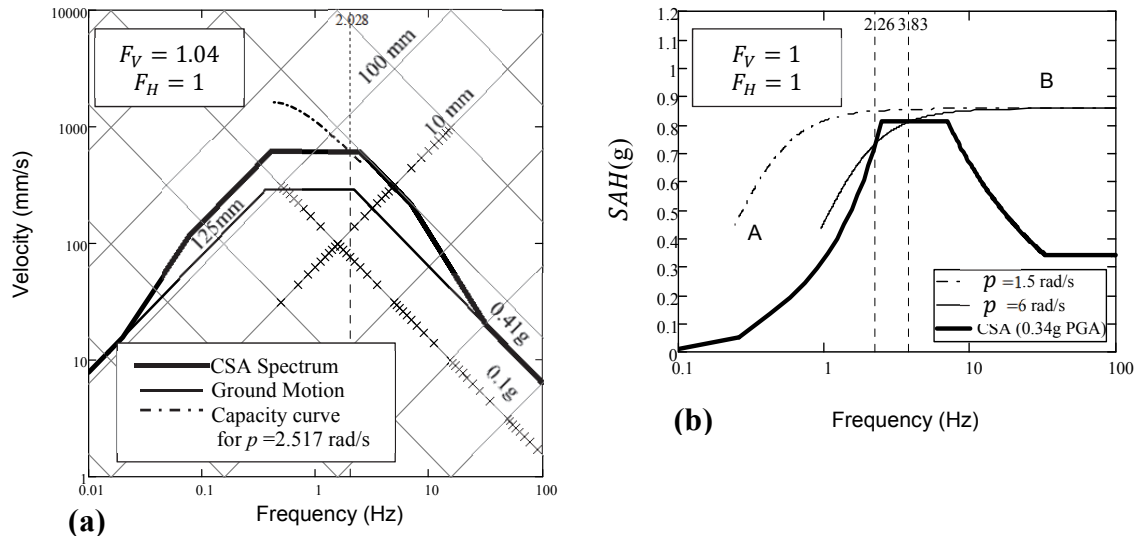 10000
1000
100
10
1
Velocity (mm/s)
F_V = 1.04
F_H = 1
2.028
100 mm
10 mm
125mm
0.41g
0.1g
CSA Spectrum
Ground Motion
Capacity curve
for p =2.517 rad/s
0.01 0.1 1 10 100
Frequency (Hz)
(a)
1.2
1.1
1
0.9
0.8
0.7
0.6
0.5
0.4
0.3
0.2
0.1
0
SAH(g)
F_V = 1
F_H = 1
2.26 3.83
B
A
p =1.5 rad/s
p =6 rad/s
CSA (0.34g PGA)
0.1 1 10 100
Frequency (Hz)
(b)